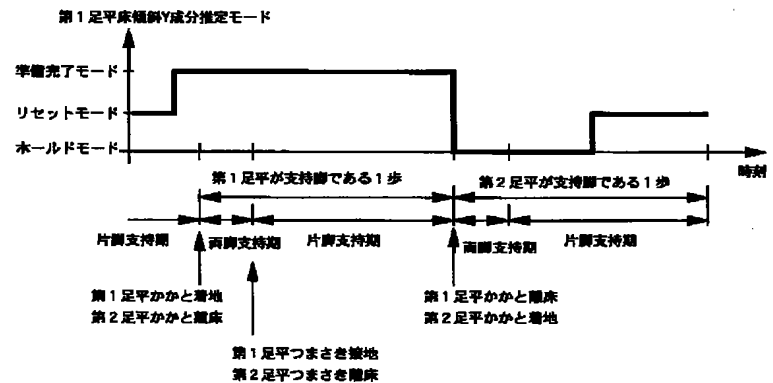 第1足平床傾斜Y成分推定モード
準備完了モード
リセットモード
ホールドモード
時刻
第1足平が支持脚である1歩
第2足平が支持脚である1歩
片脚支持期
両脚支持期
片脚支持期
両脚支持期
片脚支持期
第1足平かかと着地
第2足平かかと離床
第1足平かかと離床
第2足平かかと着地
第1足平つまさき接地
第2足平つまさき離床